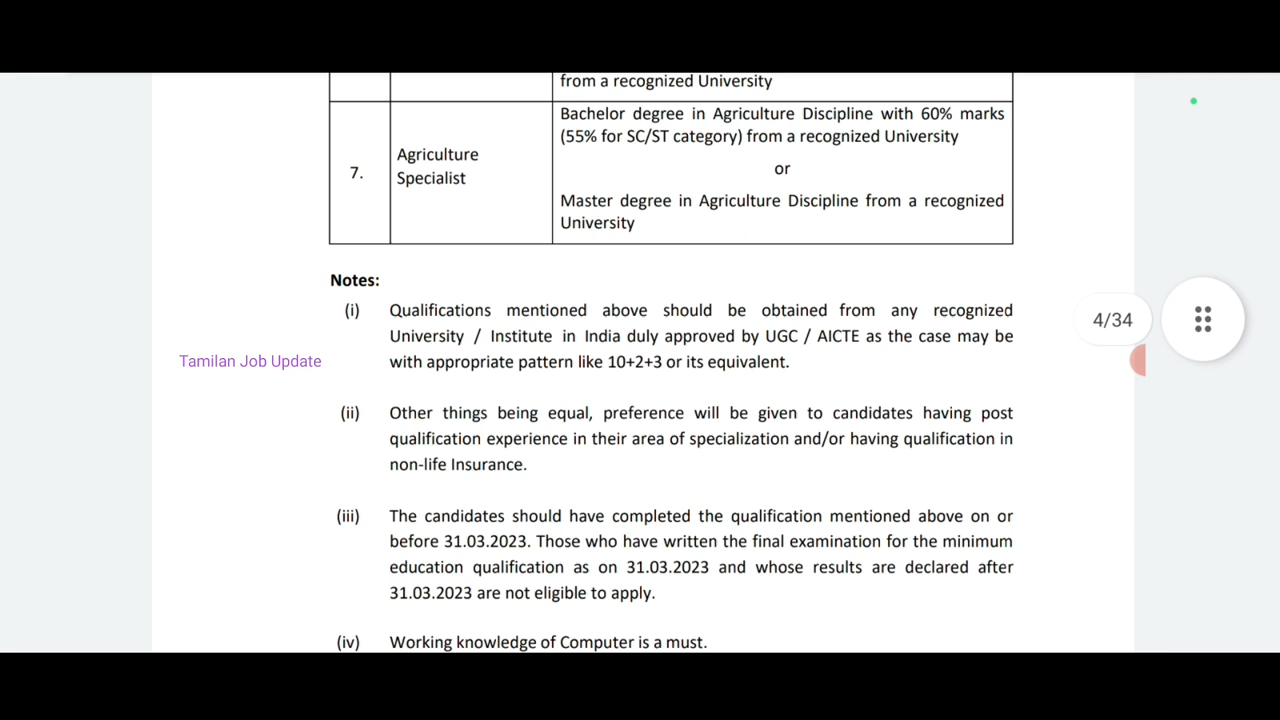 from a recognized University
7.
Agriculture
Specialist
Bachelor degree in Agriculture Discipline with 60% marks
(55% for SC/ST category) from a recognized University
or
Master degree in Agriculture Discipline from a recognized
University
Notes:
(i) Qualifications mentioned above should be obtained from any recognized
University / Institute in India duly approved by UGC / AICTE as the case may be
with appropriate pattern like 10+2+3 or its equivalent.
4/34
Tamilan Job Update
(ii) Other things being equal, preference will be given to candidates having post
qualification experience in their area of specialization and/or having qualification in
non-life Insurance.
(iii) The candidates should have completed the qualification mentioned above on or
before 31.03.2023. Those who have written the final examination for the minimum
education qualification as on 31.03.2023 and whose results are declared after
31.03.2023 are not eligible to apply.
(iv) Working knowledge of Computer is a must.